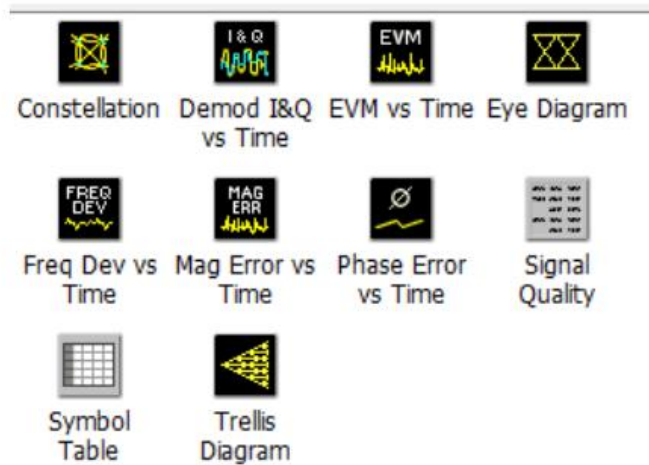 I & Q
EVM
Constellation Demod I&Q EVM vs Time Eye Diagram
vs Time
FREQ
DEV
MAG
ERR
Freq Dev vs Mag Error vs Phase Error Signal
Time Time vs Time Quality
Symbol Trellis
Table Diagram